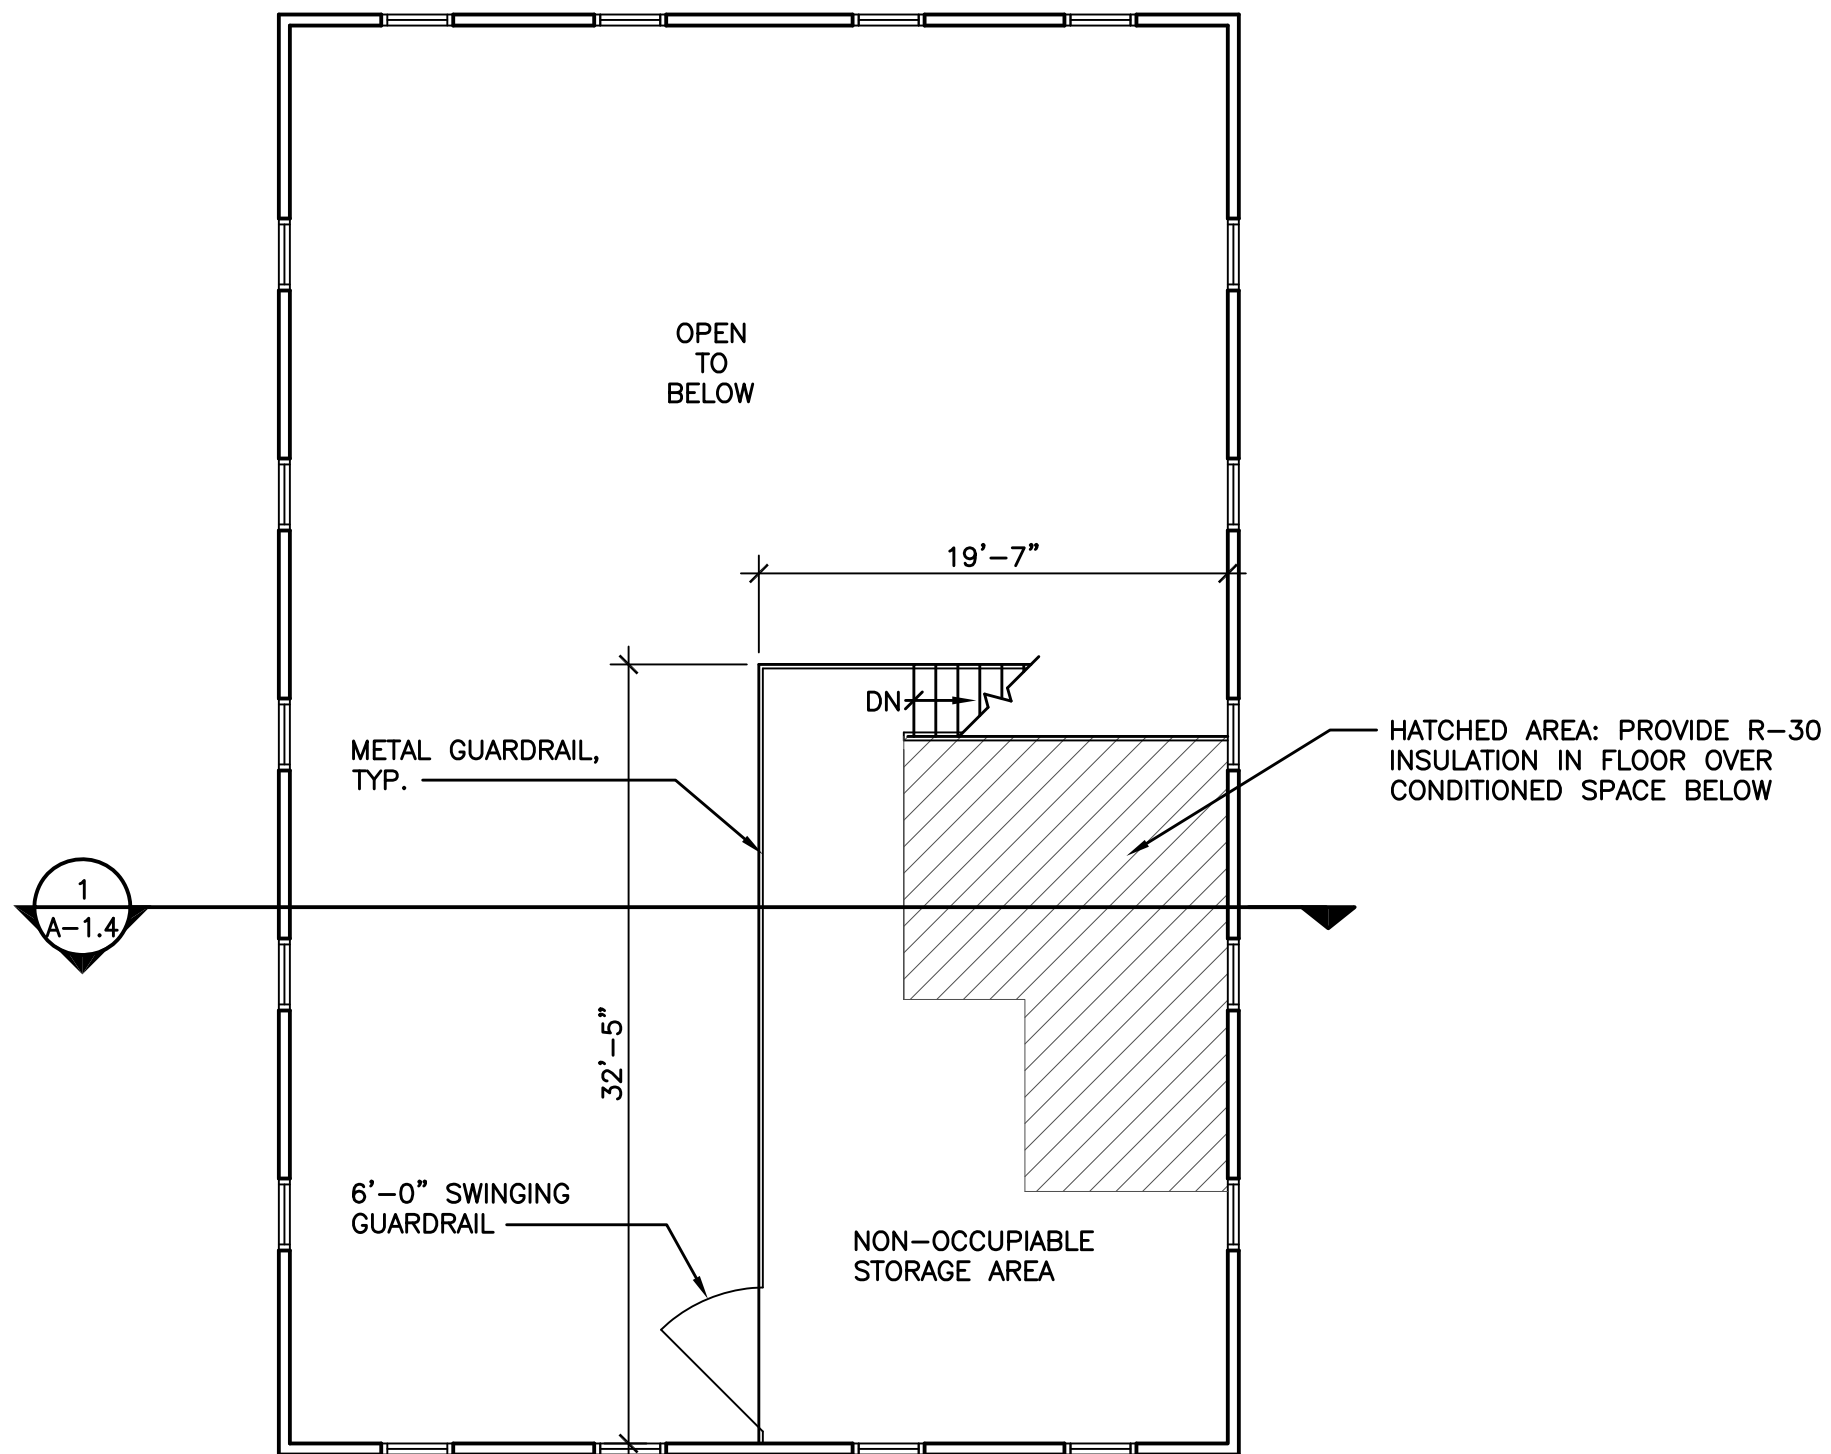 OPEN
TO
BELOW
19'-7"
DN
METAL GUARDRAIL,
TYP.
HATCHED AREA: PROVIDE R-30
INSULATION IN FLOOR OVER
CONDITIONED SPACE BELOW
1
A-1.4
32'-5"
6'-0" SWINGING
GUARDRAIL
NON-OCCUPIABLE
STORAGE AREA